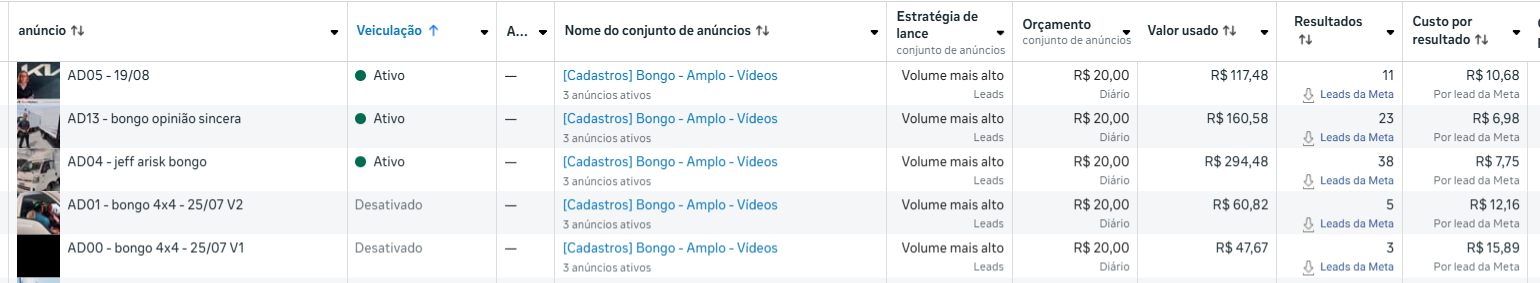 anúncio
Veiculação
A...
Nome do conjunto de anúncios
Estratégia de
lance
conjunto de anúncios
Orçamento
conjunto de anúncios
Valor usado
Resultados
Custo por
resultado
AD05 - 19/08
Ativo
—
[Cadastros] Bongo - Amplo - Vídeos
3 anúncios ativos
Volume mais alto
Leads
R$ 20,00
Diário
R$ 117,48
11
Leads da Meta
R$ 10,68
Por lead da Meta
AD13 - bongo opinião sincera
Ativo
—
[Cadastros] Bongo - Amplo - Vídeos
3 anúncios ativos
Volume mais alto
Leads
R$ 20,00
Diário
R$ 160,58
23
Leads da Meta
R$ 6,98
Por lead da Meta
AD04 - jeff arisk bongo
Ativo
—
[Cadastros] Bongo - Amplo - Vídeos
3 anúncios ativos
Volume mais alto
Leads
R$ 20,00
Diário
R$ 294,48
38
Leads da Meta
R$ 7,75
Por lead da Meta
AD01 - bongo 4x4 - 25/07 V2
Desativado
—
[Cadastros] Bongo - Amplo - Vídeos
3 anúncios ativos
Volume mais alto
Leads
R$ 20,00
Diário
R$ 60,82
5
Leads da Meta
R$ 12,16
Por lead da Meta
AD00 - bongo 4x4 - 25/07 V1
Desativado
—
[Cadastros] Bongo - Amplo - Vídeos
3 anúncios ativos
Volume mais alto
Leads
R$ 20,00
Diário
R$ 47,67
3
Leads da Meta
R$ 15,89
Por lead da Meta